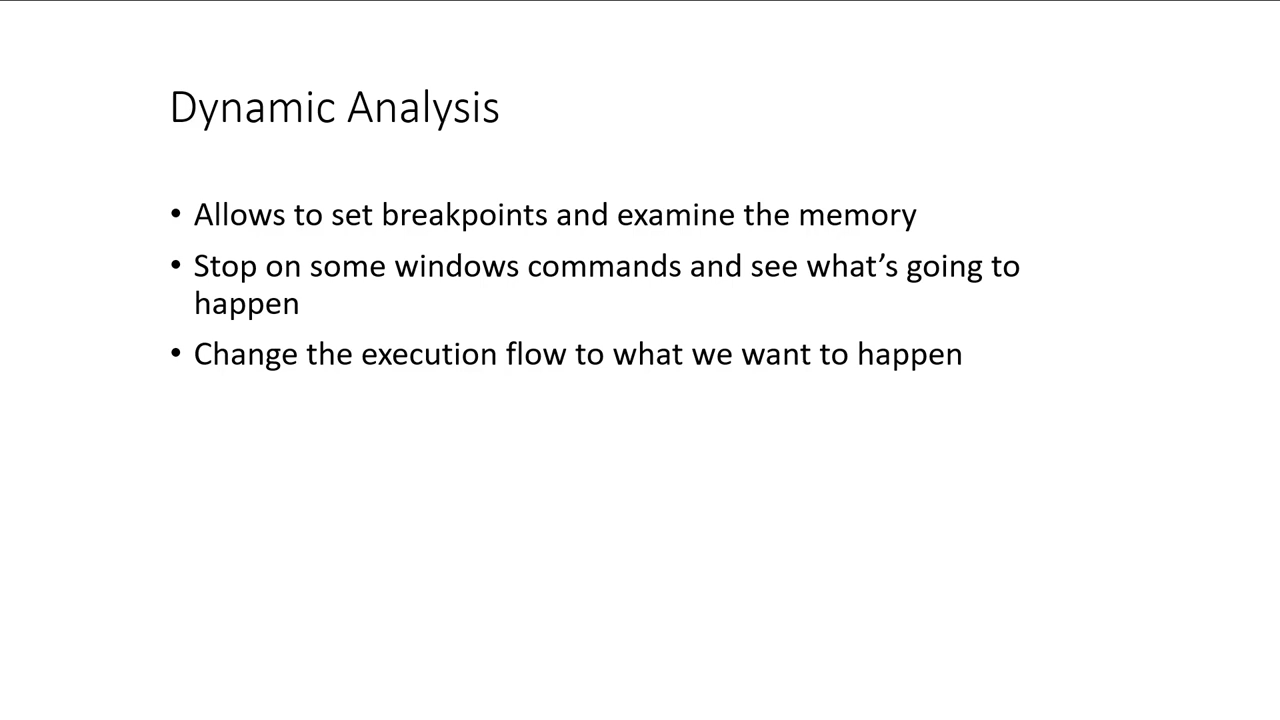 Dynamic Analysis
• Allows to set breakpoints and examine the memory
• Stop on some windows commands and see what’s going to
happen
• Change the execution flow to what we want to happen